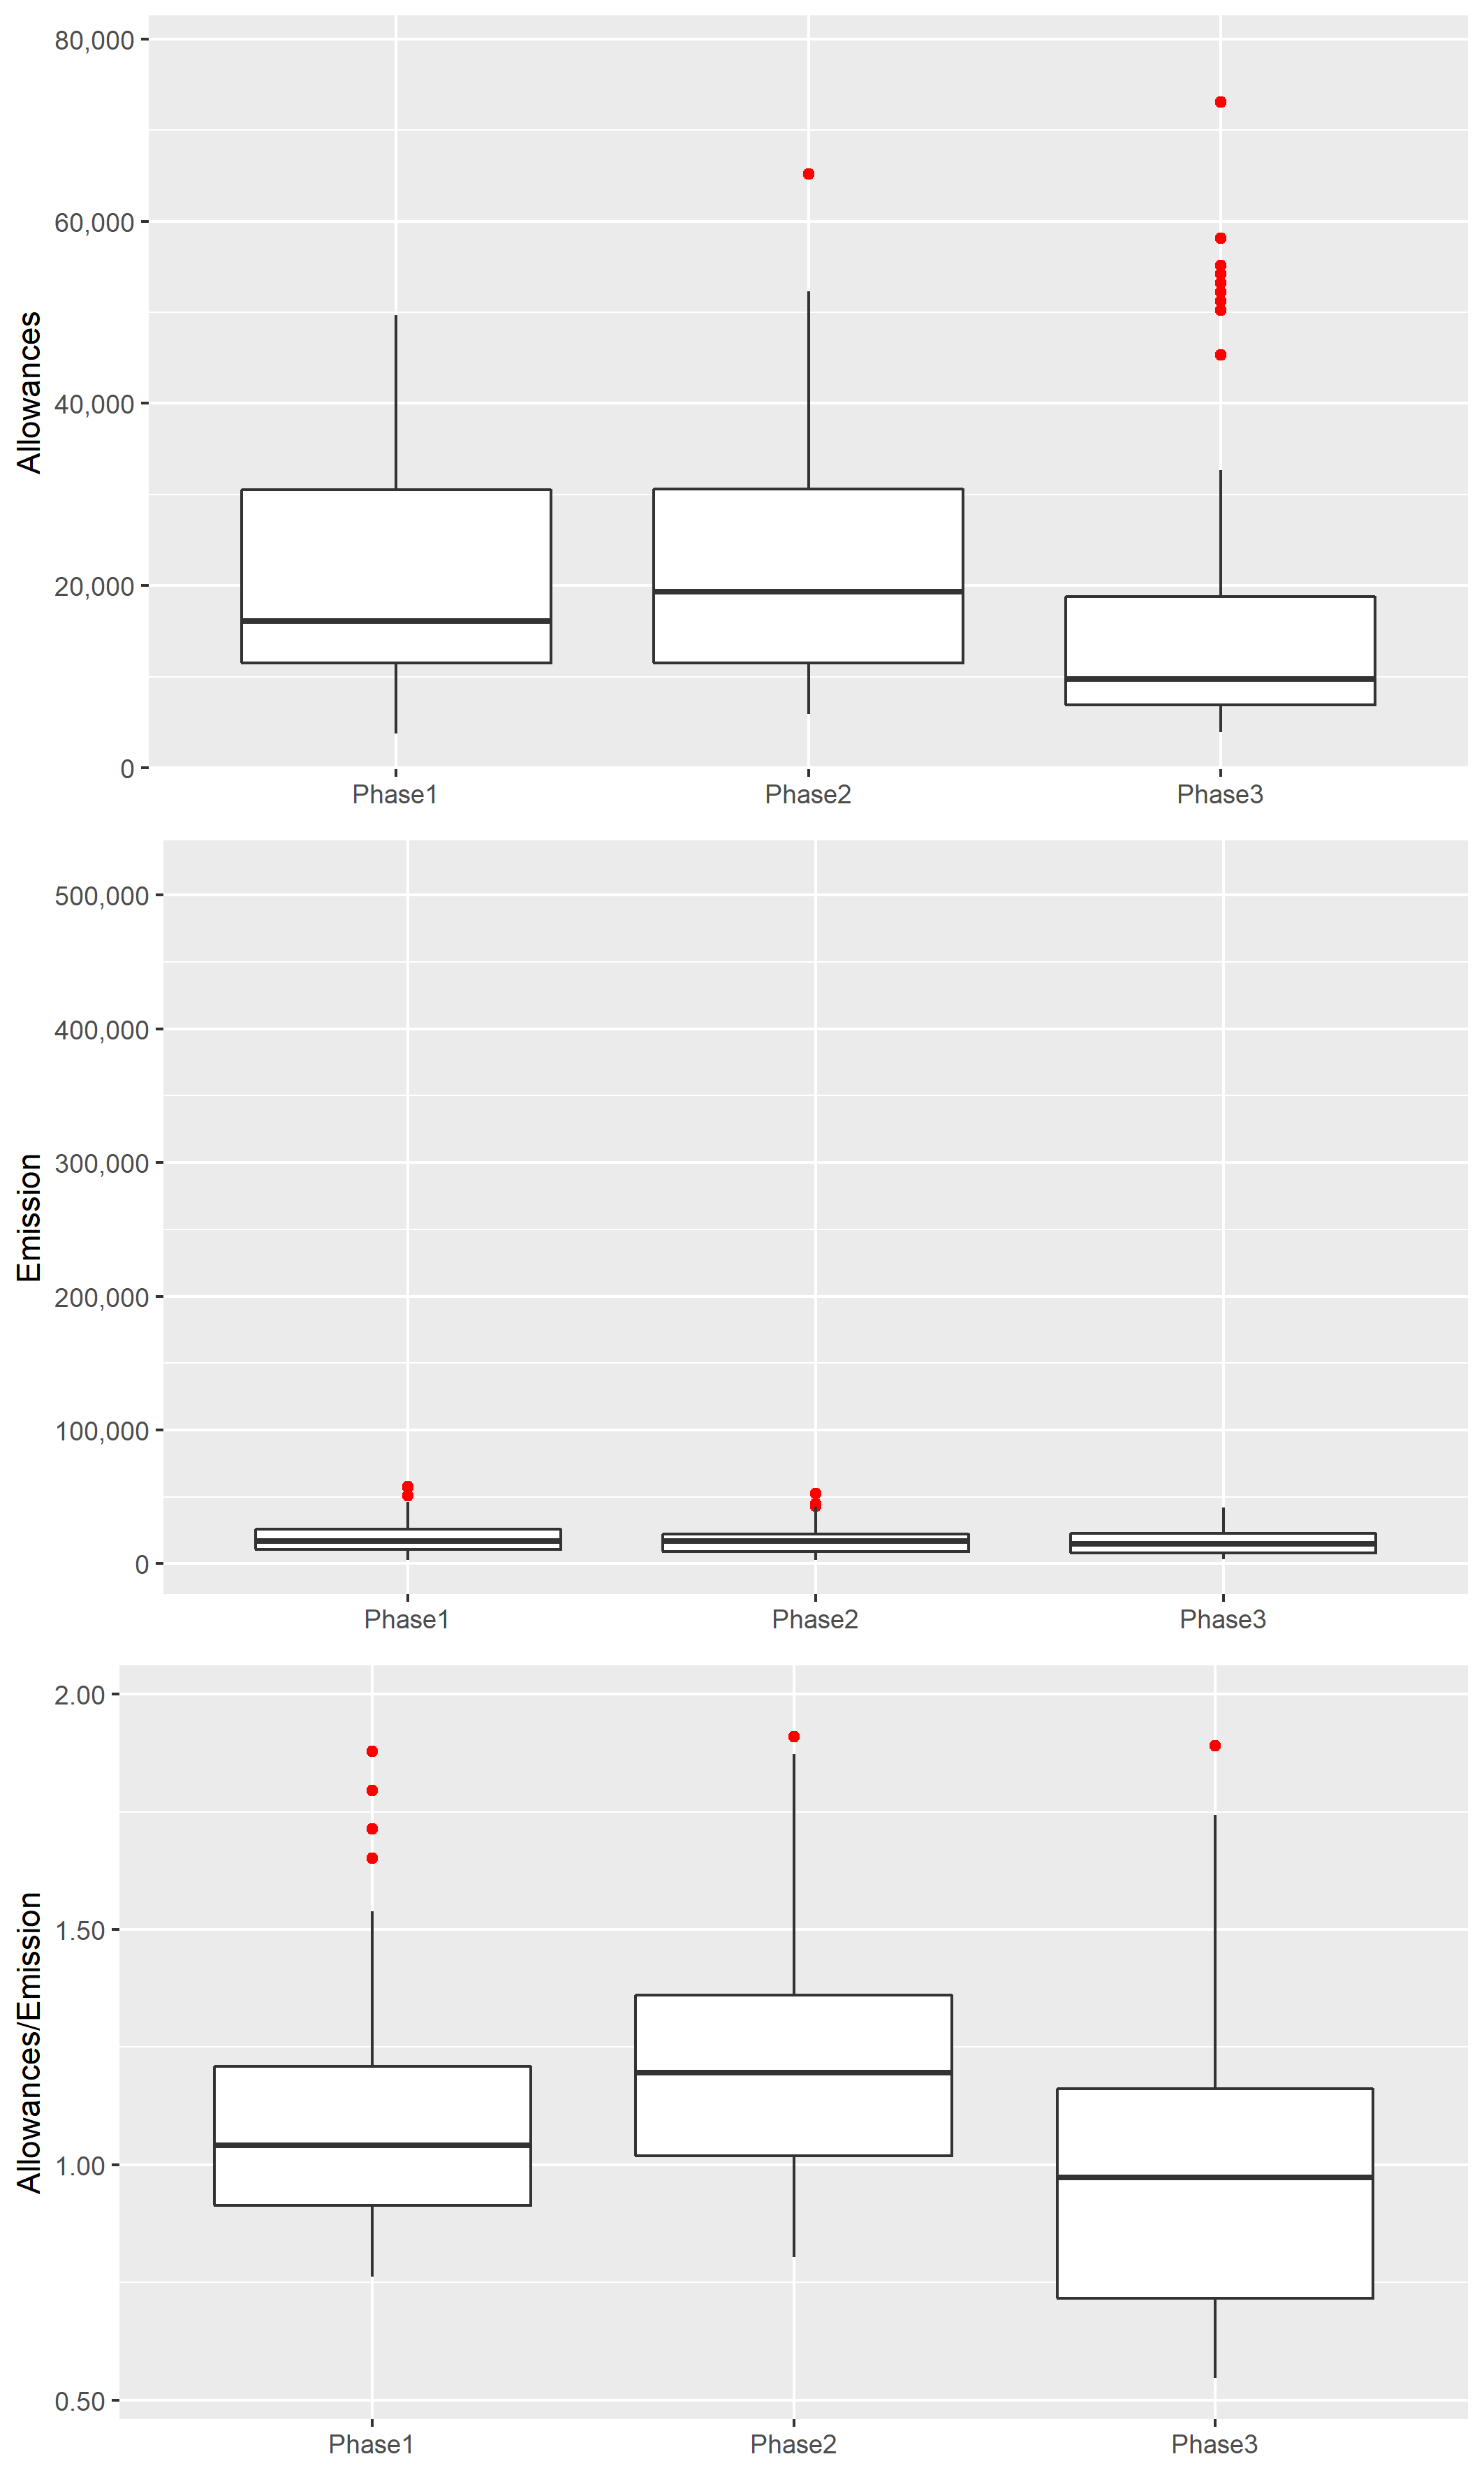 Allowances
80,000
60,000
40,000
20,000
0
Phase1 Phase2 Phase3
Emission
500,000
400,000
300,000
200,000
100,000
0
Phase1 Phase2 Phase3
Allowances/Emission
2.00
1.50
1.00
0.50
Phase1 Phase2 Phase3